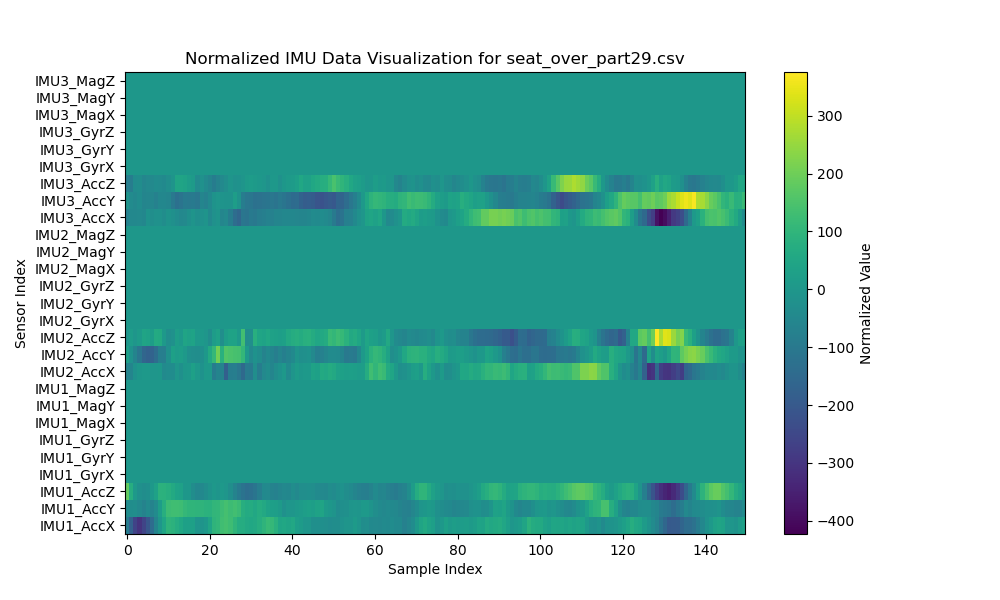 Normalized IMU Data Visualization for seat_over_part29.csv
IMU3_MagZ
IMU3_MagY
IMU3_MagX
IMU3_GyrZ
IMU3_GyrY
IMU3_GyrX
IMU3_AccZ
IMU3_AccY
IMU3_AccX
IMU2_MagZ
IMU2_MagY
IMU2_MagX
IMU2_GyrZ
IMU2_GyrY
IMU2_GyrX
IMU2_AccZ
IMU2_AccY
IMU2_AccX
IMU1_MagZ
IMU1_MagY
IMU1_MagX
IMU1_GyrZ
IMU1_GyrY
IMU1_GyrX
IMU1_AccZ
IMU1_AccY
IMU1_AccX
Sensor Index
0 20 40 60 80 100 120 140
Sample Index
300
200
100
0
−100
−200
−300
−400
Normalized Value